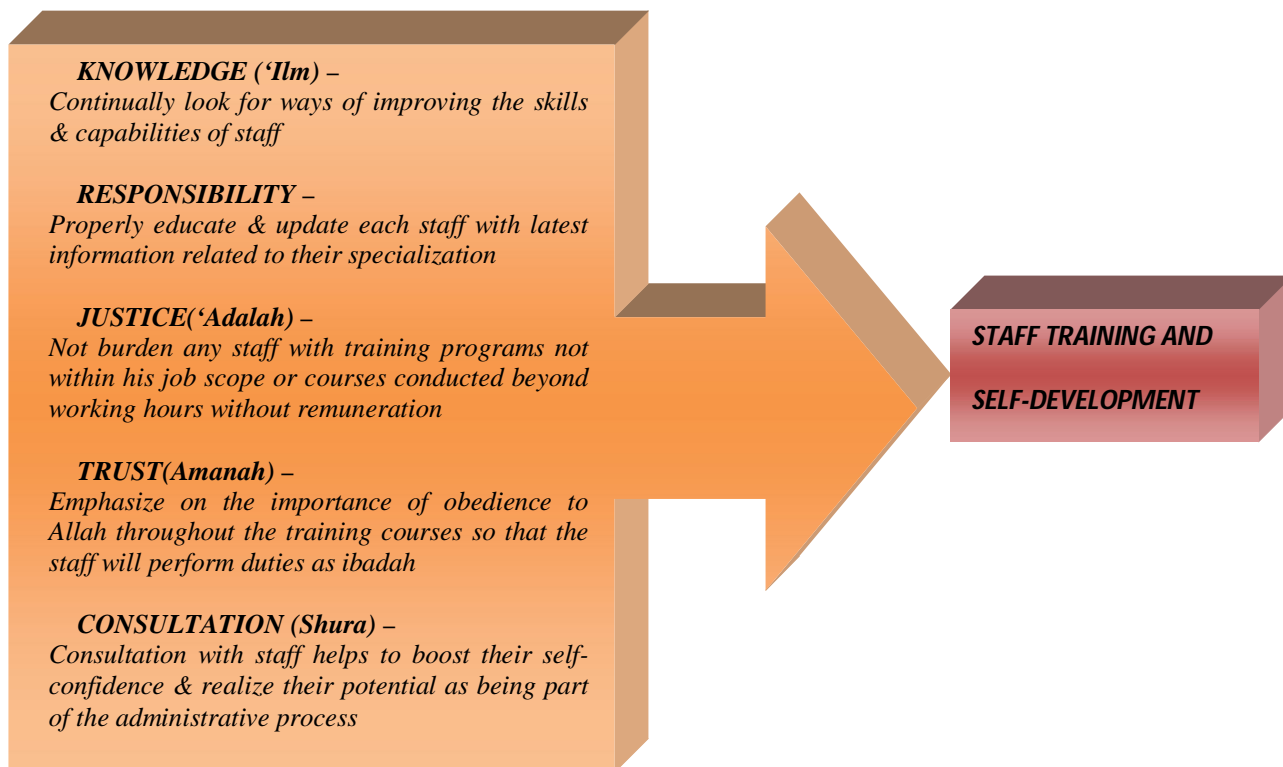 KNOWLEDGE (‘Ilm) –
Continually look for ways of improving the skills
& capabilities of staff
RESPONSIBILITY –
Properly educate & update each staff with latest
information related to their specialization
JUSTICE(‘Adalah) –
Not burden any staff with training programs not
within his job scope or courses conducted beyond
working hours without remuneration
TRUST(Amanah) –
Emphasize on the importance of obedience to
Allah throughout the training courses so that the
staff will perform duties as ibadah
CONSULTATION (Shura) –
Consultation with staff helps to boost their self-
confidence & realize their potential as being part
of the administrative process
STAFF TRAINING AND
SELF-DEVELOPMENT